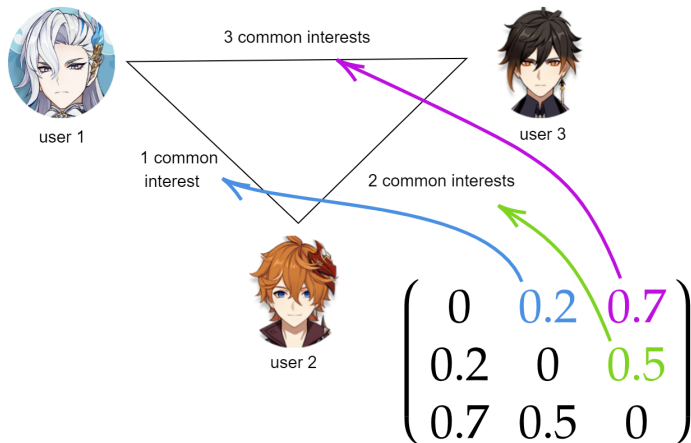 3 common interests
user 1
user 3
1 common
interest
2 common interests
user 2
0 0.2 0.7
0.2 0 0.5
0.7 0.5 0